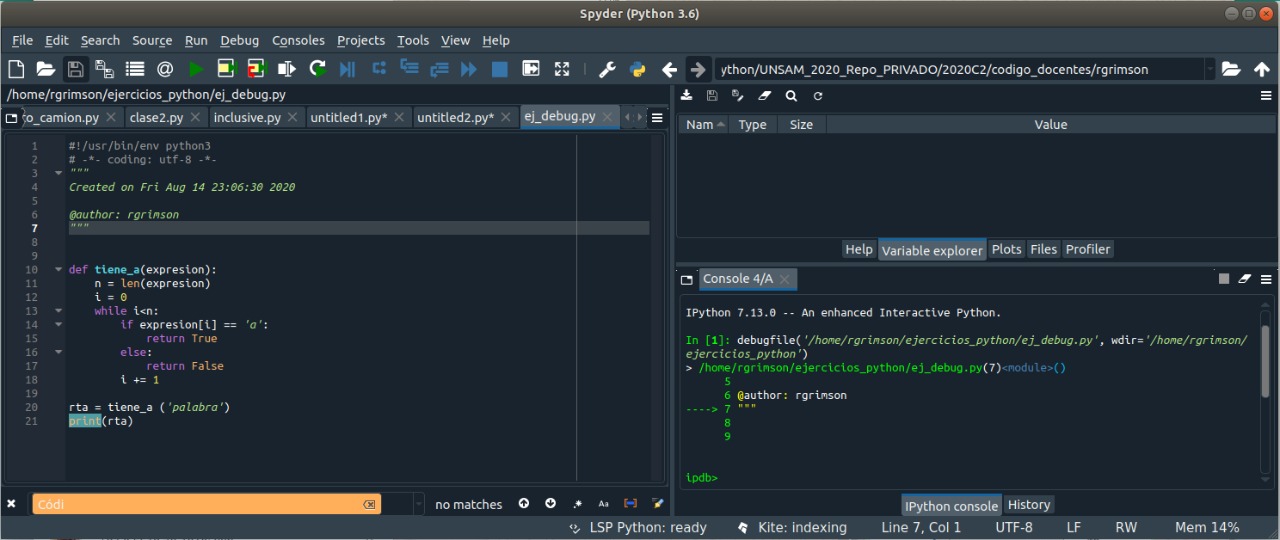 Spyder (Python 3.6)
File Edit Search Source Run Debug Consoles Projects Tools View Help
ython/UNSAM_2020_Repo_PRIVADO/2020C2/codigo_docentes/rgrimson
/home/rgrimson/ejercicios_python/ej_debug.py
o_camion.py clase2.py inclusive.py untitled1.py* untitled2.py* ej_debug.py
1 #!/usr/bin/env python3
2 # -*- coding: utf-8 -*-
3 """
4 Created on Fri Aug 14 23:06:30 2020
5
6 @author: rgrimson
7 """
8
9
10 def tiene_a(expresion):
11     n = len(expresion)
12     i = 0
13     while i<n:
14         if expresion[i] == 'a':
15             return True
16         else:
17             return False
18         i += 1
19
20 rta = tiene_a ('palabra')
21 print(rta)
Códi no matches Aa
Nam Type Size Value
Help Variable explorer Plots Files Profiler
Console 4/A
IPython 7.13.0 -- An enhanced Interactive Python.
In [1]: debugfile('/home/rgrimson/ejercicios_python/ej_debug.py', wdir='/home/rgrimson/
ejercicios_python')
> /home/rgrimson/ejercicios_python/ej_debug.py(7)<module>()
5
6 @author: rgrimson
----> 7 """
8
9
ipdb>
IPython console History
LSP Python: ready Kite: indexing Line 7, Col 1 UTF-8 LF RW Mem 14%